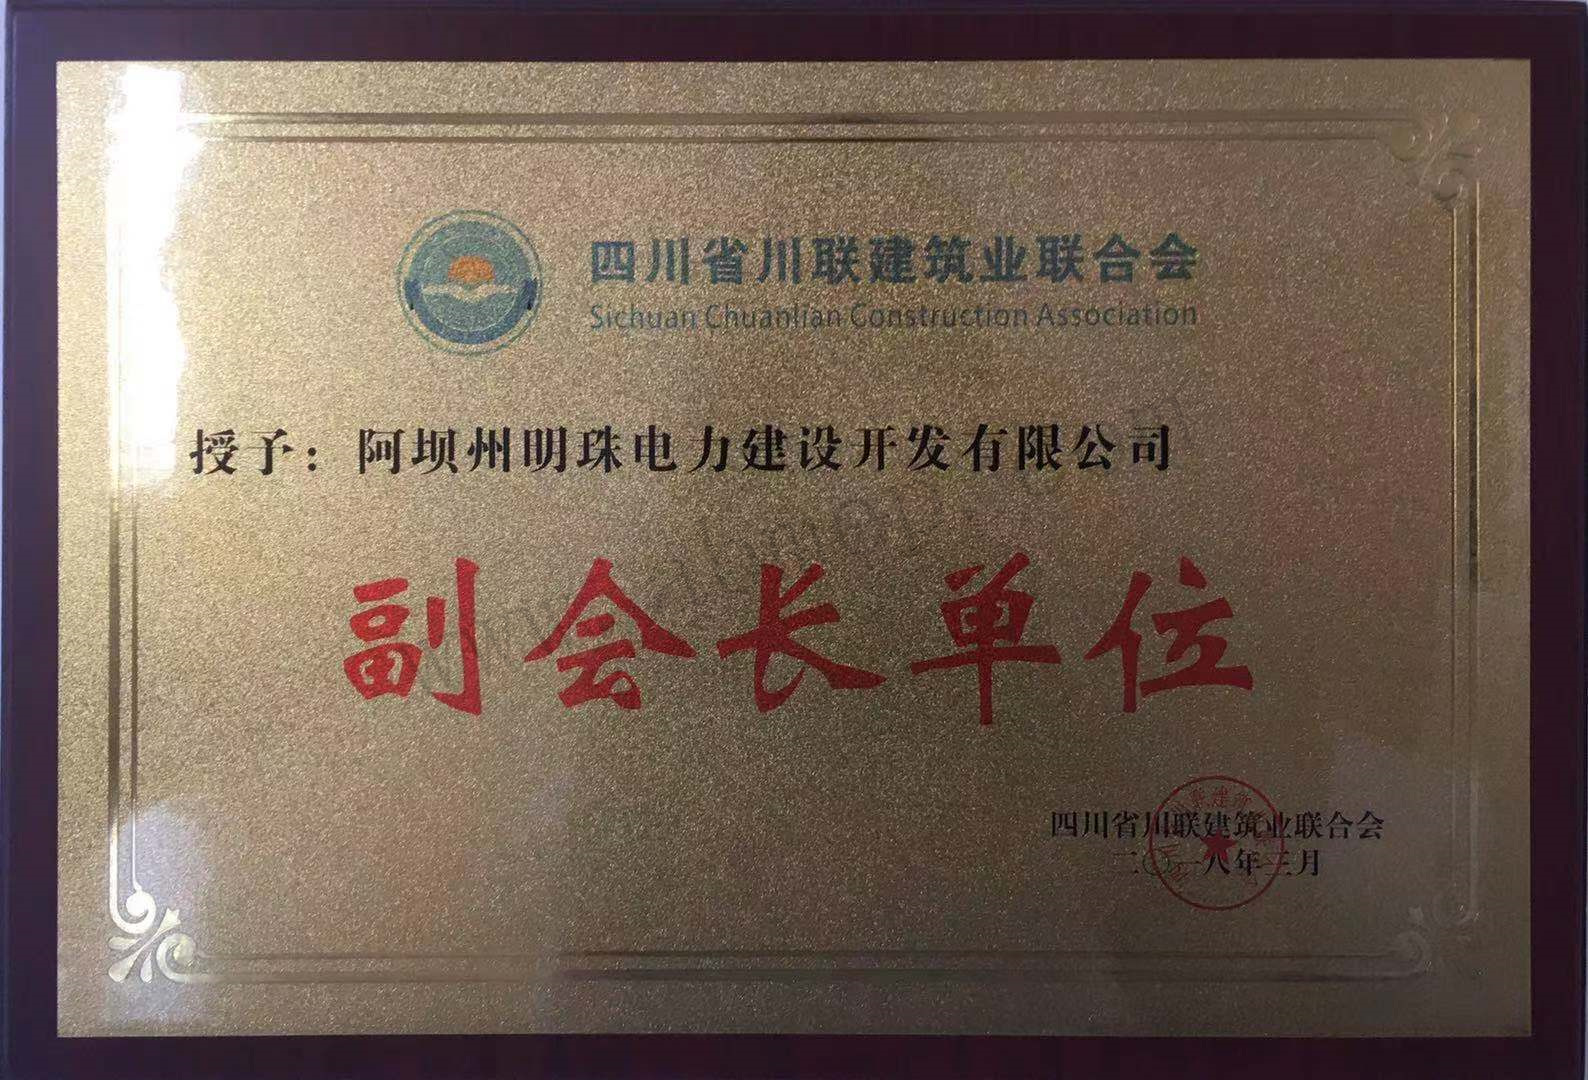 四川省川联建筑业联合会
Sichuan Chuanlian Construction Association
授予：阿坝州明珠电力建设开发有限公司
副会长单位
四川省川联建筑业联合会
二〇一八年三月